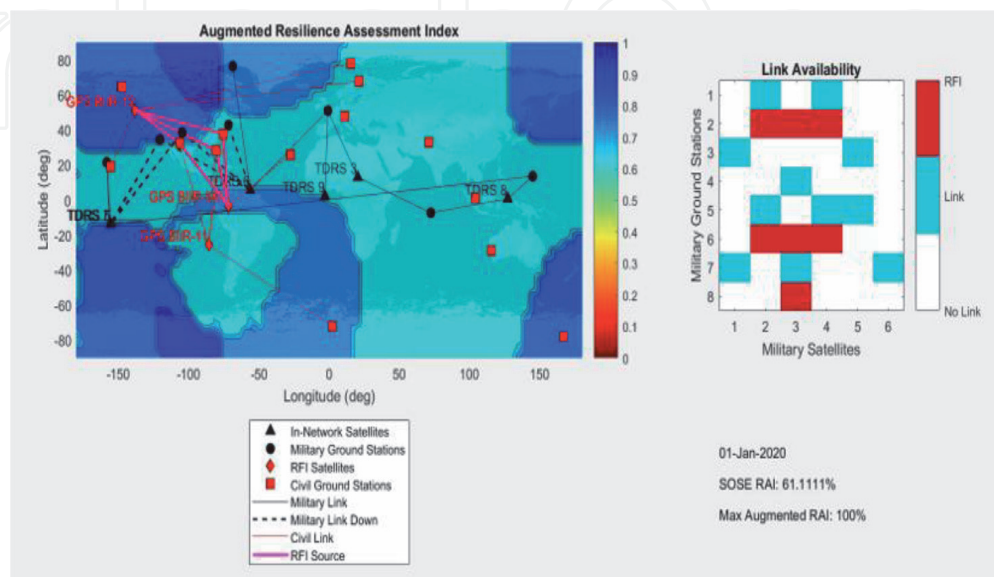 Augmented Resilience Assessment Index
80
60
40
20
0
-20
-40
-60
-80
Latitude (deg)
-150
-100
-50
0
50
100
150
Longitude (deg)
TDRS 3
TDRS 9
TDRS 8
1
0.9
0.8
0.7
0.6
0.5
0.4
0.3
0.2
0.1
0
Link Availability
Military Ground Stations
1
2
3
4
5
6
7
8
1 2 3 4 5 6
Military Satellites
RFI
Link
No Link
In-Network Satellites
Military Ground Stations
RFI Satellites
Civil Ground Stations
Military Link
Military Link Down
Civil Link
RFI Source
01-Jan-2020
SOSE RAI: 61.1111%
Max Augmented RAI: 100%